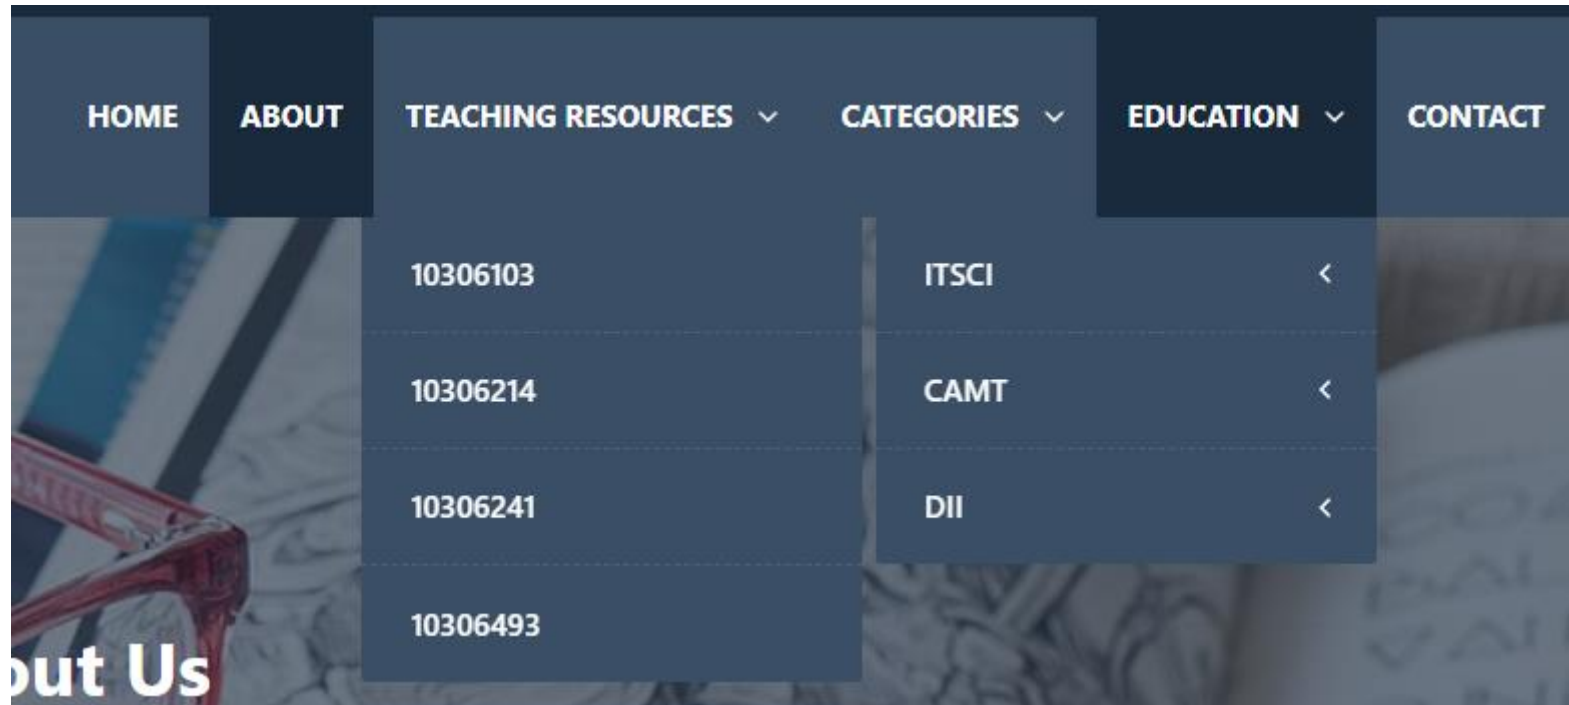 HOME ABOUT TEACHING RESOURCES CATEGORIES EDUCATION CONTACT
10306103
10306214
10306241
10306493
ITSCI
CAMT
DII
out Us